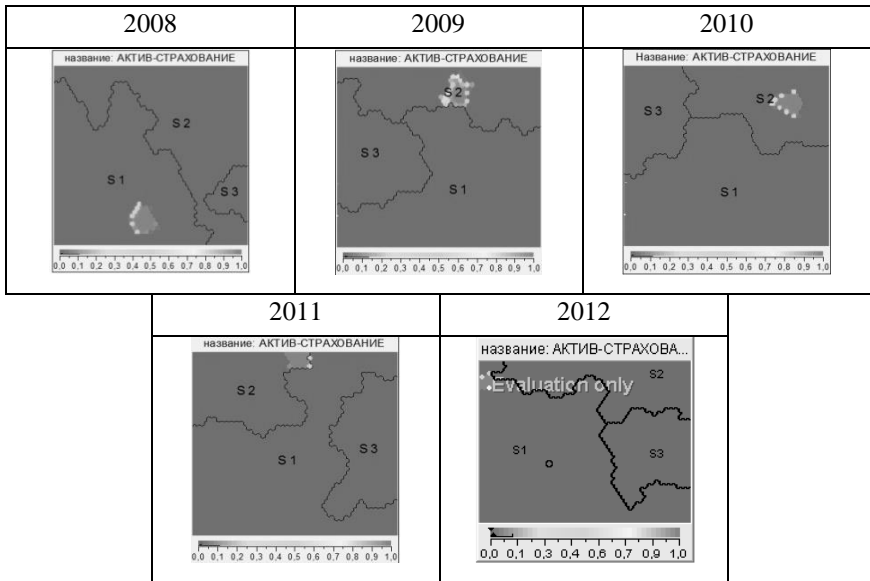 2008 2009 2010
название: АКТИВ-СТРАХОВАНИЕ название: АКТИВ-СТРАХОВАНИЕ Название: АКТИВ-СТРАХОВАНИЕ
S 2 S 1 S 3
0,0 0,1 0,2 0,3 0,4 0,5 0,6 0,7 0,8 0,9 1,0
S 2 S 3 S 1
0,0 0,1 0,2 0,3 0,4 0,5 0,6 0,7 0,8 0,9 1,0
S 3 S 2 S 1
0,0 0,1 0,2 0,3 0,4 0,5 0,6 0,7 0,8 0,9 1,0
2011 2012
название: АКТИВ-СТРАХОВАНИЕ название: АКТИВ-СТРАХОВА...
S 2 S 1 S 3
0,0 0,1 0,2 0,3 0,4 0,5 0,6 0,7 0,8 0,9 1,0
Evaluation only
S2 S1 S3
0,0 0,1 0,3 0,4 0,6 0,7 0,9 1,0